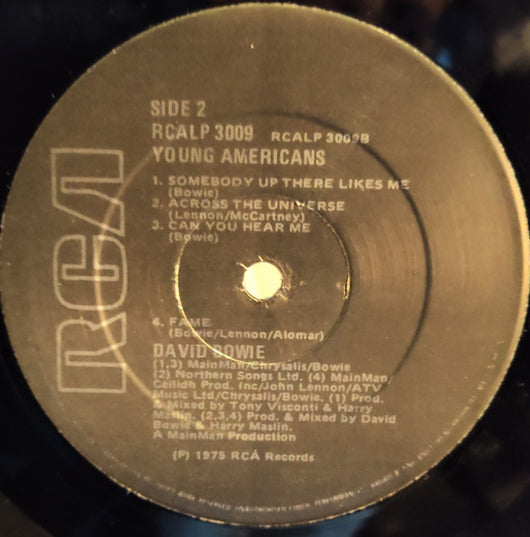 RCA
SIDE 2
RCALP 3009 RCALP 3009B
YOUNG AMERICANS
1. SOMEBODY UP THERE LIKES ME
(Bowie)
2. ACROSS THE UNIVERSE
(Lennon/McCartney)
3. CAN YOU HEAR ME
(Bowie)
4. FAME
(Bowie/Lennon/Alomar)
DAVID BOWIE
(1,3) MainMan/Chrysalis/Bowie
(2) Northern Songs Ltd. (4) MainMan
Ceilidh Prod. Inc/John Lennon/ATV
Music Ltd/Chrysalis/Bowie. (1) Prod.
& Mixed by Tony Visconti & Harry
Maslin. (2,3,4) Prod. & Mixed by David
Bowie & Harry Maslin.
A MainMan Production
(P) 1975 RCA Records